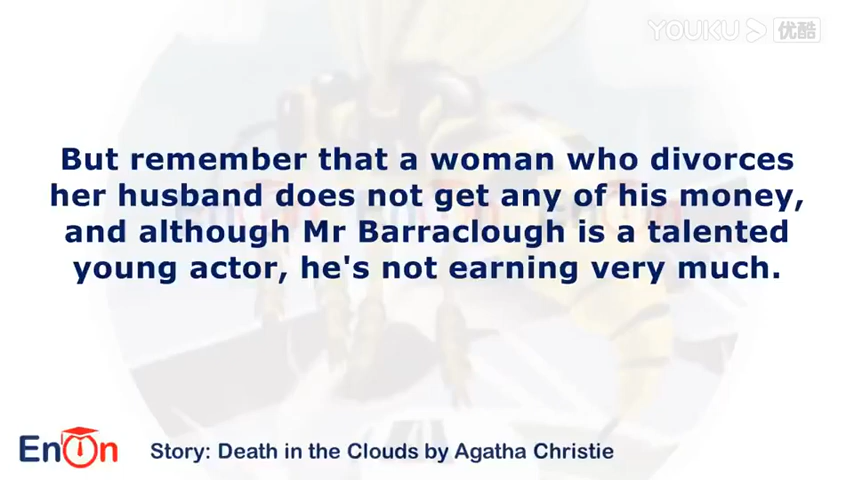 YOUKU 优酷
But remember that a woman who divorces
her husband does not get any of his money,
and although Mr Barraclough is a talented
young actor, he's not earning very much.
EnOn
Story: Death in the Clouds by Agatha Christie